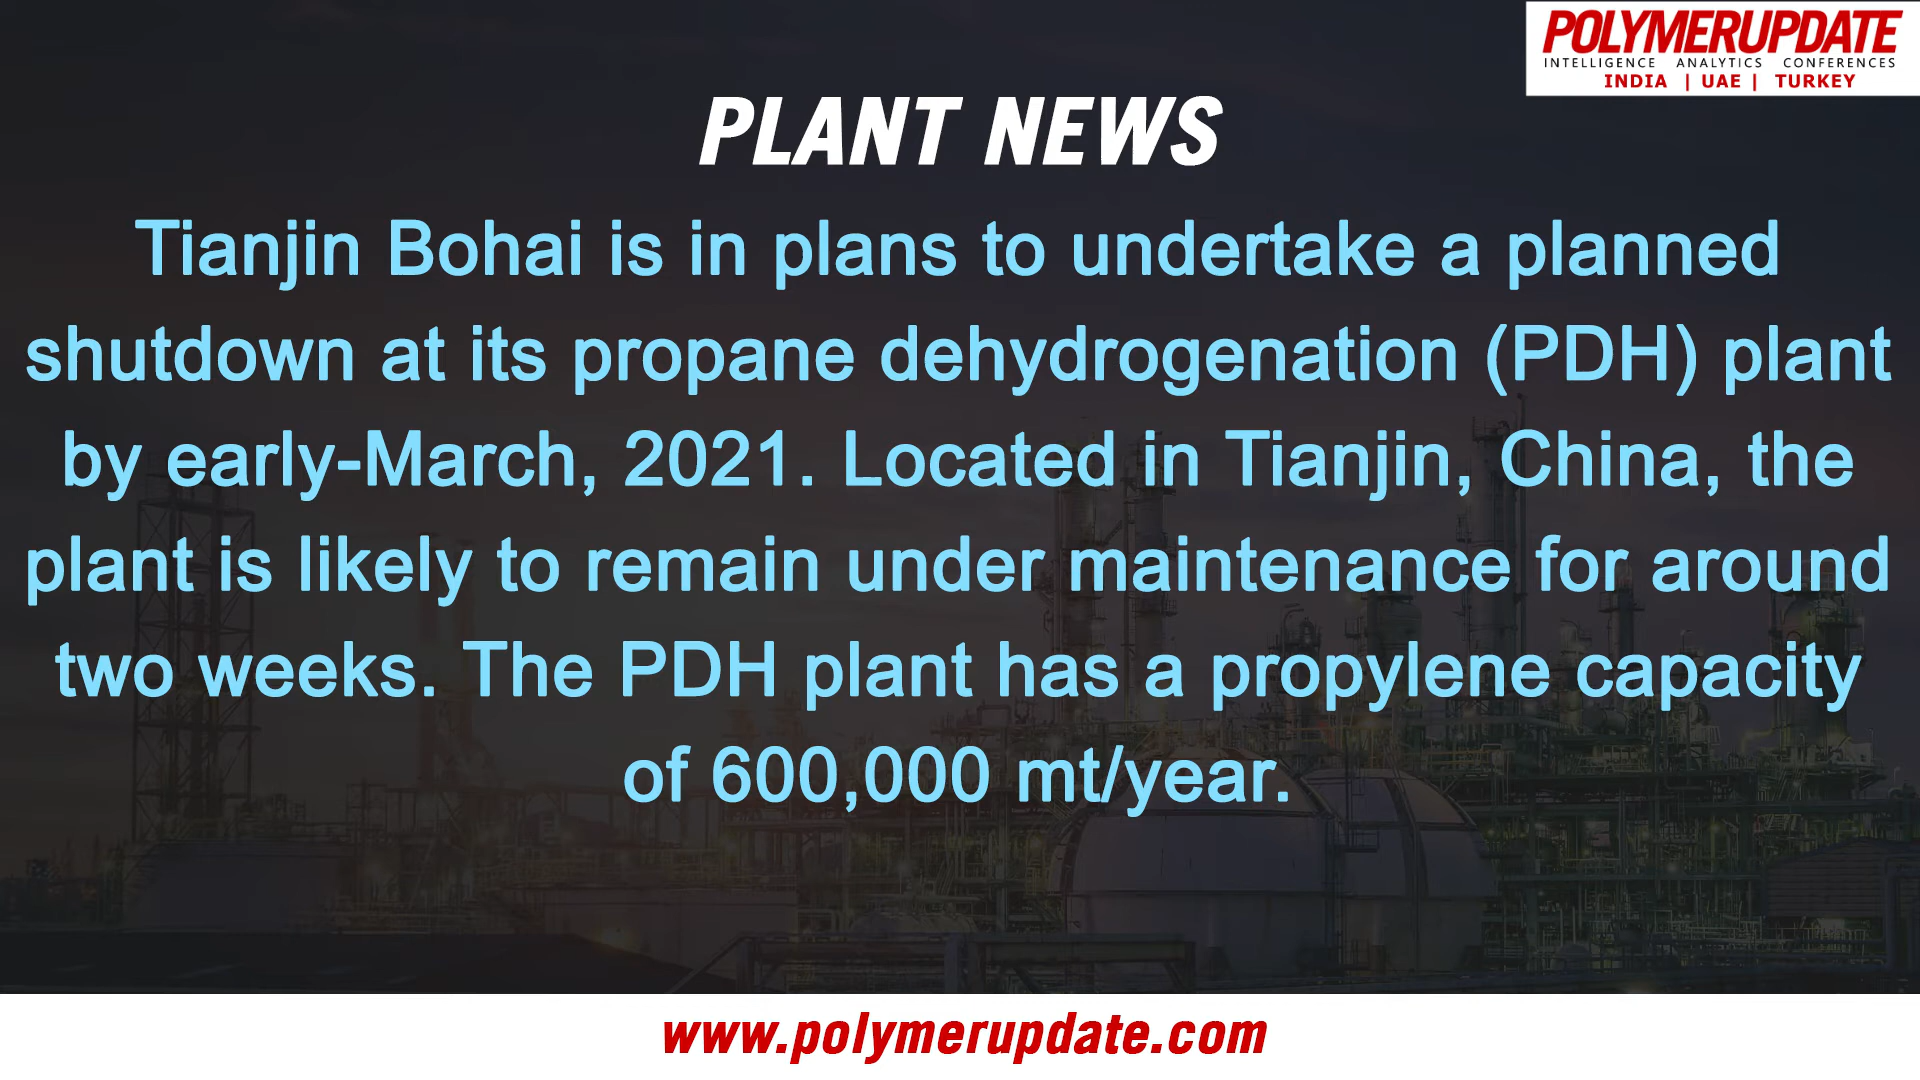 POLYMERUPDATE
INTELLIGENCE ANALYTICS CONFERENCES
INDIA | UAE | TURKEY
PLANT NEWS
Tianjin Bohai is in plans to undertake a planned
shutdown at its propane dehydrogenation (PDH) plant
by early-March, 2021. Located in Tianjin, China, the
plant is likely to remain under maintenance for around
two weeks. The PDH plant has a propylene capacity
of 600,000 mt/year.
www.polymerupdate.com